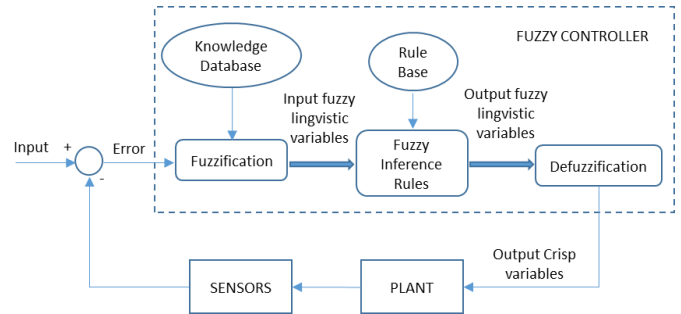 FUZZY CONTROLLER
Knowledge
Database
Rule
Base
Input fuzzy
lingvistic
variables
Output fuzzy
lingvistic
variables
Input
+
-
Error
Fuzzification
Fuzzy
Inference
Rules
Defuzzification
Output Crisp
variables
SENSORS
PLANT